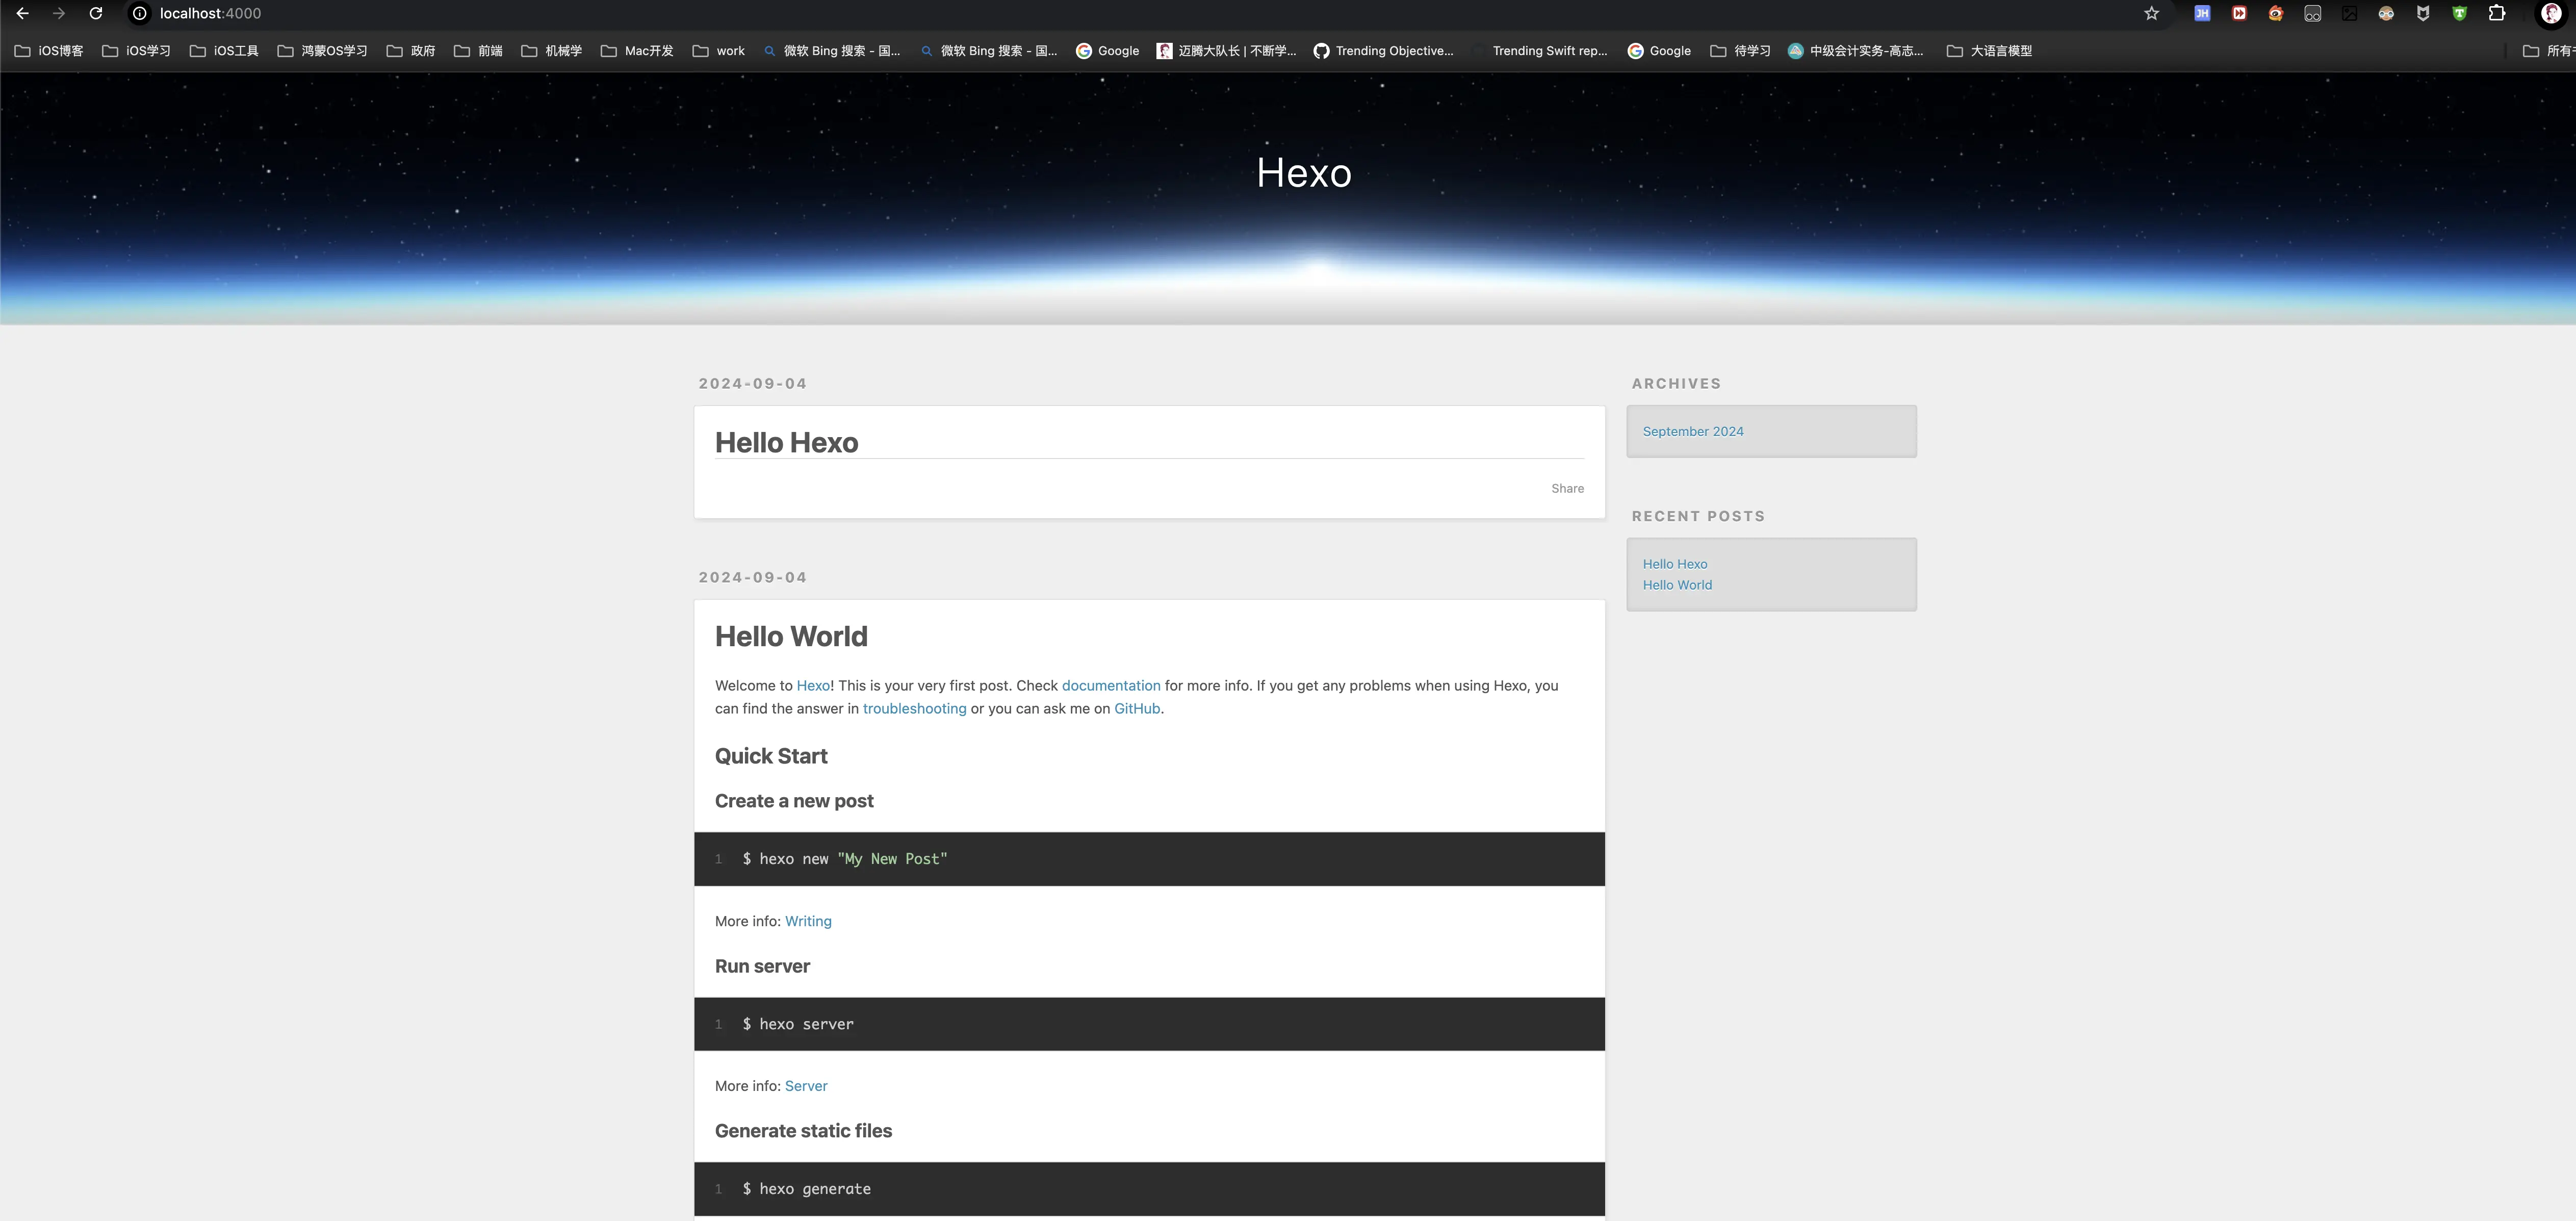 localhost:4000
iOS博客 iOS学习 iOS工具 鸿蒙OS学习 政府 前端 机械学 Mac开发 work 微软 Bing 搜索 - 国... 微软 Bing 搜索 - 国... Google 迈腾大队长 | 不断学... Trending Objective... Trending Swift rep... Google 待学习 中级会计实务-高志... 大语言模型 所有
Hexo
2024-09-04
Hello Hexo
Share
2024-09-04
Hello World
Welcome to Hexo! This is your very first post. Check documentation for more info. If you get any problems when using Hexo, you
can find the answer in troubleshooting or you can ask me on GitHub.
Quick Start
Create a new post
1 $ hexo new "My New Post"
More info: Writing
Run server
1 $ hexo server
More info: Server
Generate static files
1 $ hexo generate
ARCHIVES
September 2024
RECENT POSTS
Hello Hexo
Hello World